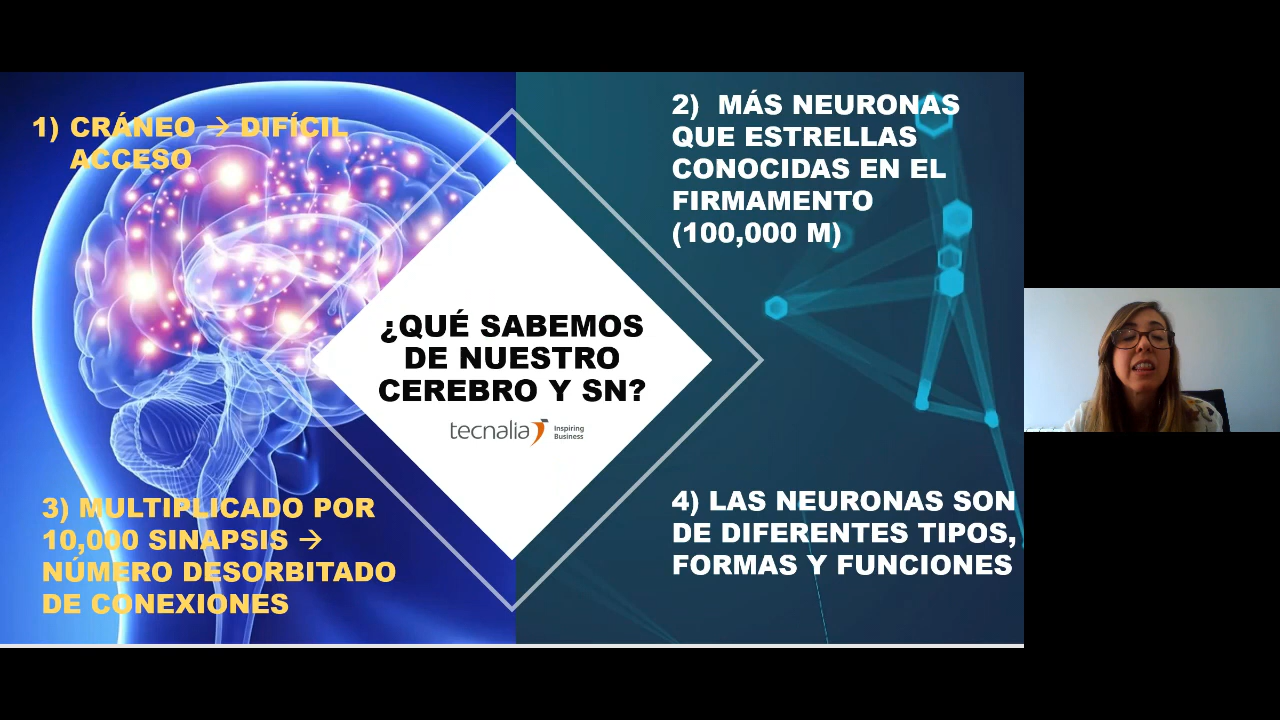 1) CRÁNEO → DIFÍCIL
ACCESO
2) MÁS NEURONAS
QUE ESTRELLAS
CONOCIDAS EN EL
FIRMAMENTO
(100,000 M)
¿QUÉ SABEMOS
DE NUESTRO
CEREBRO Y SN?
tecnalia Inspiring
Business
3) MULTIPLICADO POR
10,000 SINAPSIS →
NÚMERO DESORBITADO
DE CONEXIONES
4) LAS NEURONAS SON
DE DIFERENTES TIPOS,
FORMAS Y FUNCIONES